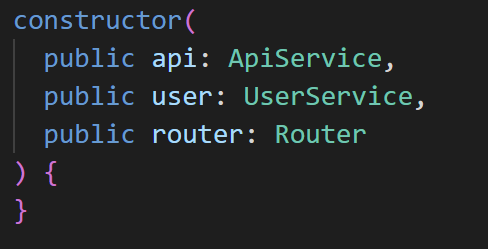 constructor(
public api: ApiService,
public user: UserService,
public router: Router
) {
}